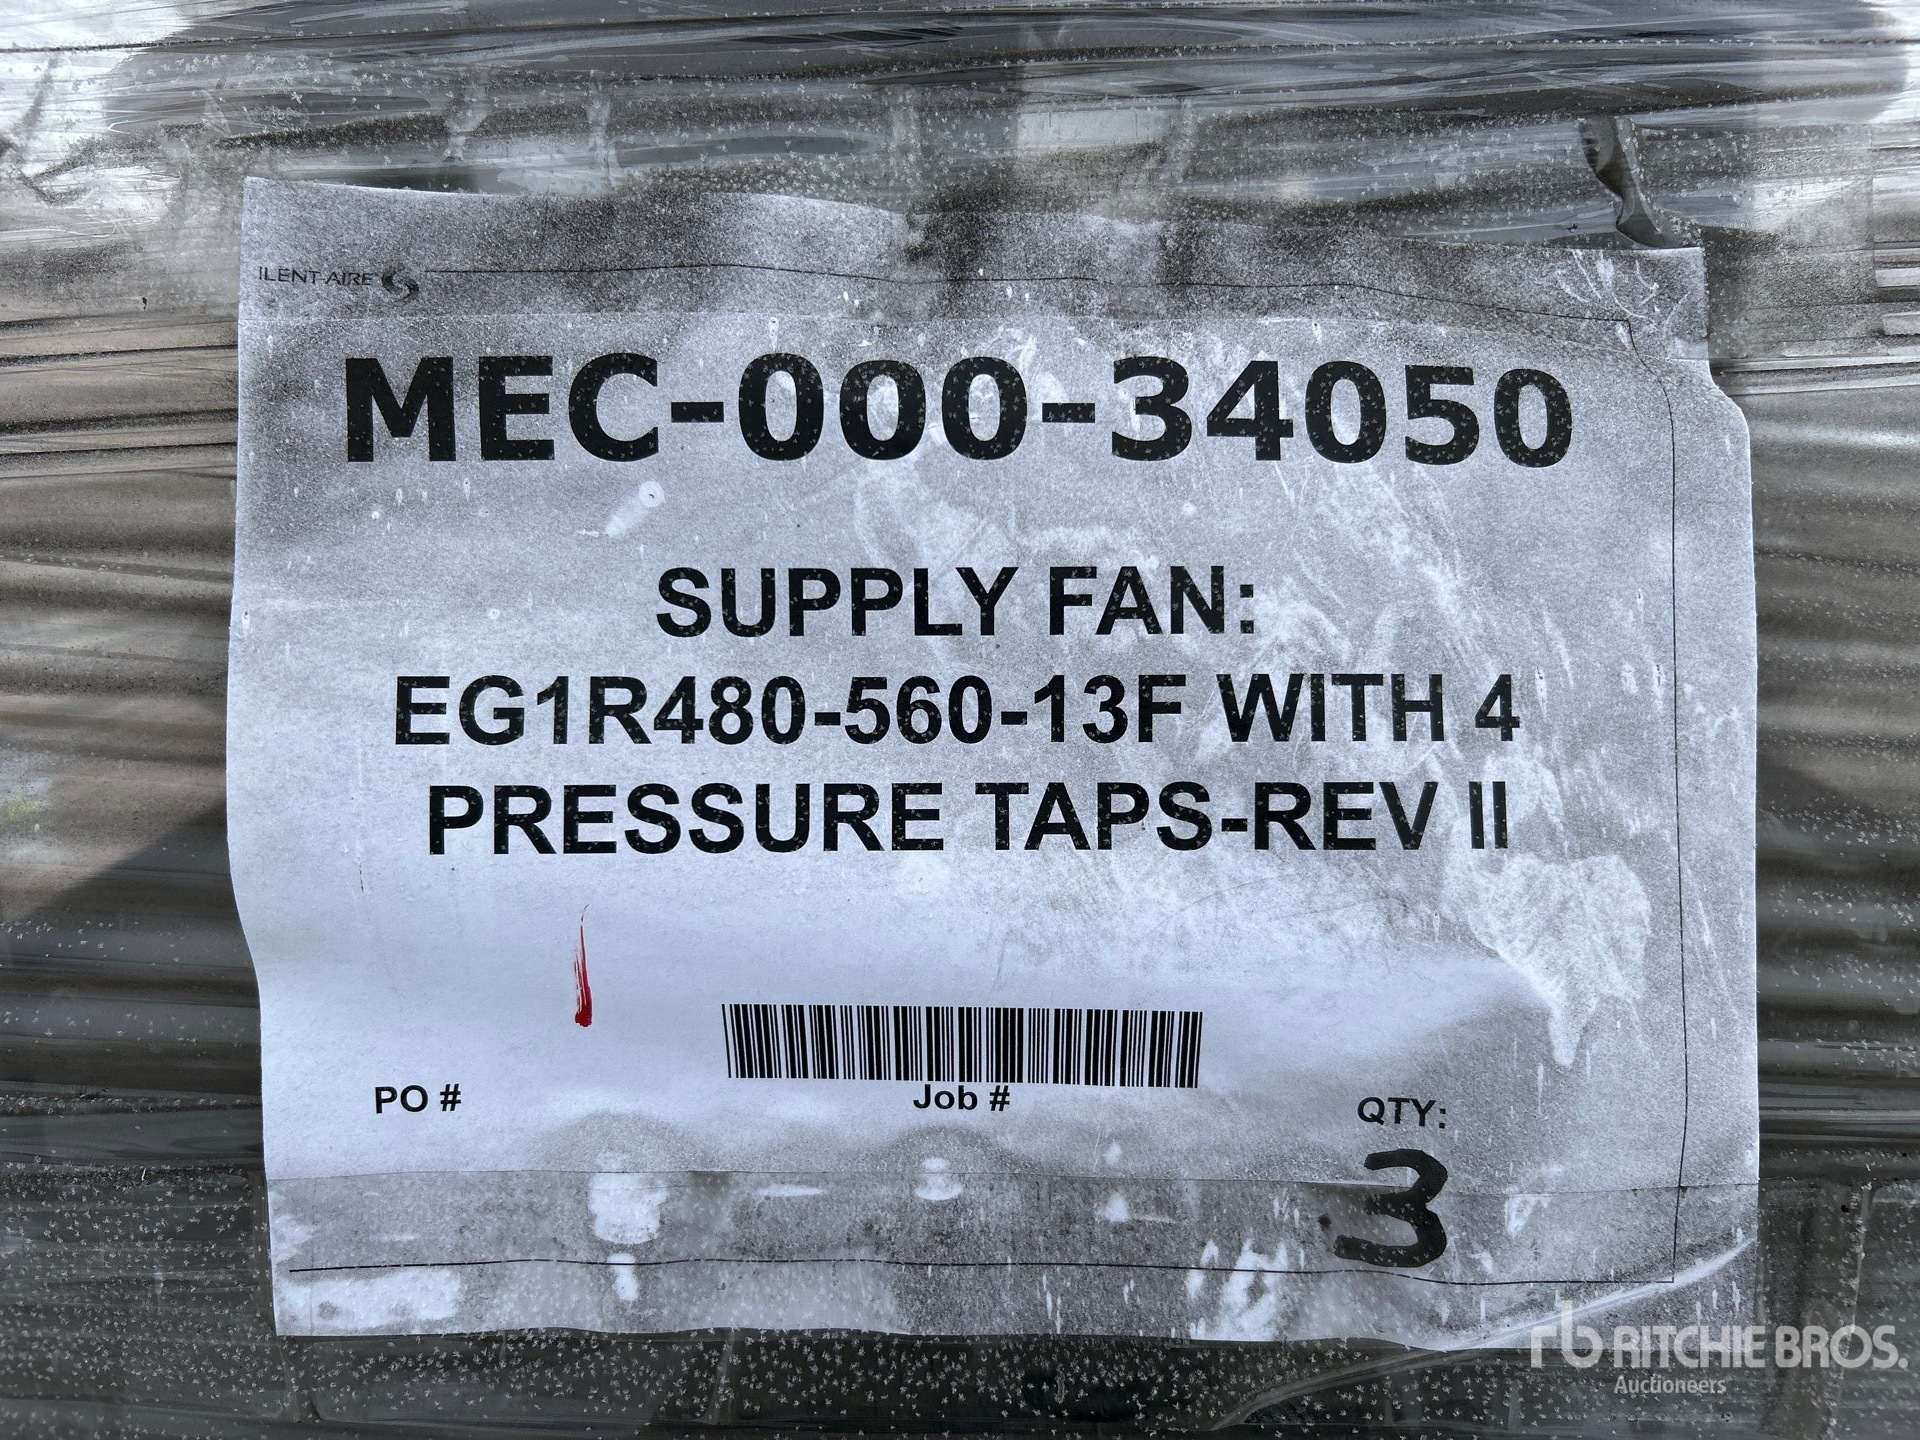 ILENT-AIRE
MEC-000-34050
SUPPLY FAN:
EG1R480-560-13F WITH 4
PRESSURE TAPS-REV II
PO #
Job #
QTY:
3
rb RITCHIE BROS.
Auctioneers